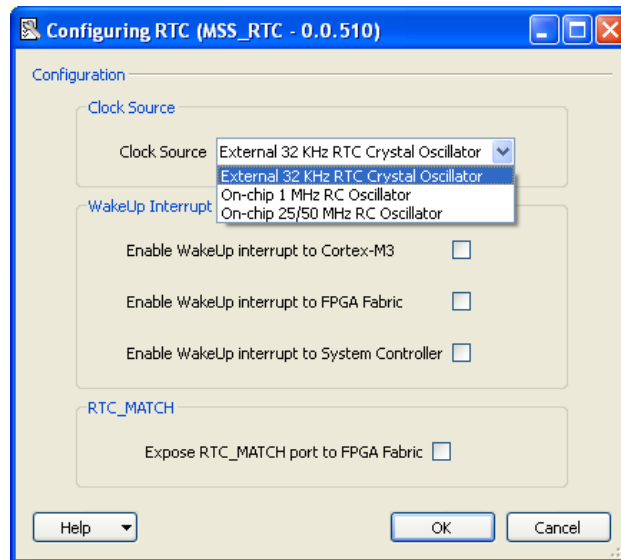 Configuring RTC (MSS_RTC - 0.0.510)
Configuration
Clock Source
Clock Source External 32 KHz RTC Crystal Oscillator
External 32 KHz RTC Crystal Oscillator
On-chip 1 MHz RC Oscillator
WakeUp Interrupt
On-chip 25/50 MHz RC Oscillator
Enable WakeUp interrupt to Cortex-M3
Enable WakeUp interrupt to FPGA Fabric
Enable WakeUp interrupt to System Controller
RTC_MATCH
Expose RTC_MATCH port to FPGA Fabric
Help OK Cancel